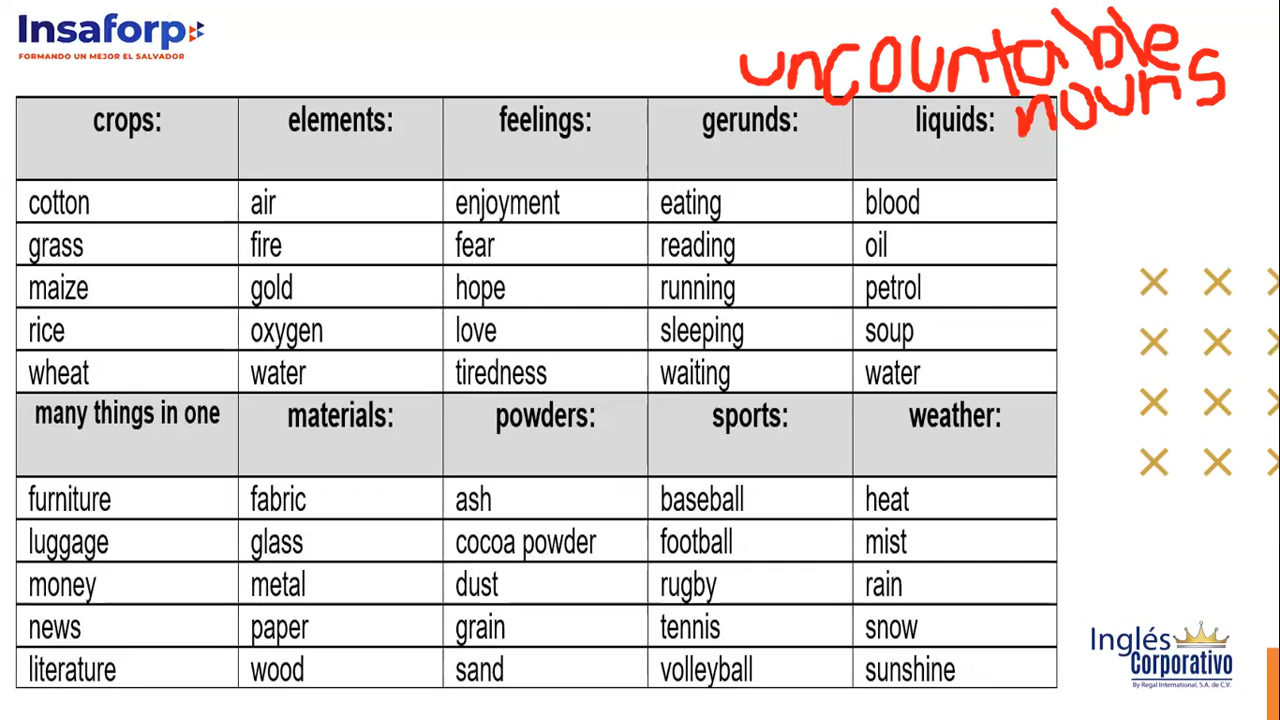 Insaforp
FORMANDO UN MEJOR EL SALVADOR
uncountable
nouns
crops: elements: feelings: gerunds: liquids:
cotton air enjoyment eating blood
grass fire fear reading oil
maize gold hope running petrol
rice oxygen love sleeping soup
wheat water tiredness waiting water
many things in one materials: powders: sports: weather:
furniture fabric ash baseball heat
luggage glass cocoa powder football mist
money metal dust rugby rain
news paper grain tennis snow
literature wood sand volleyball sunshine
Inglés
Corporativo
By Regal International, S.A. de C.V.